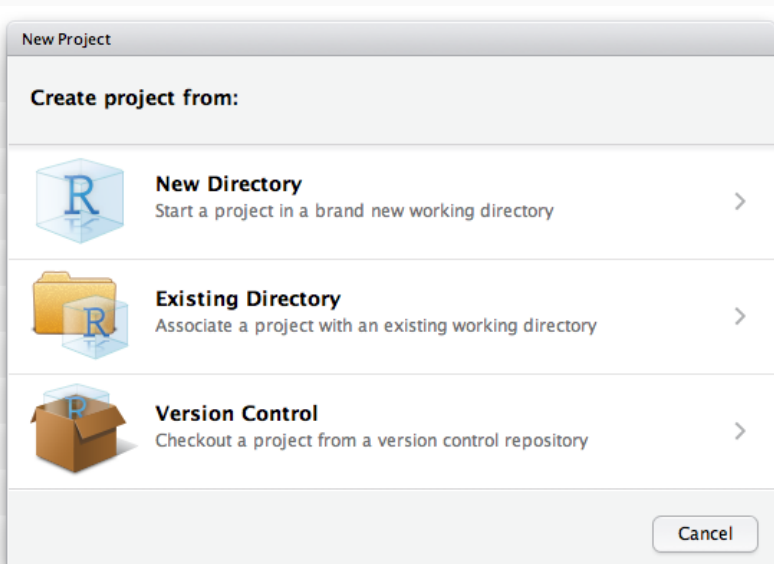 New Project
Create project from:
R
New Directory
Start a project in a brand new working directory
R
Existing Directory
Associate a project with an existing working directory
R
Version Control
Checkout a project from a version control repository
Cancel